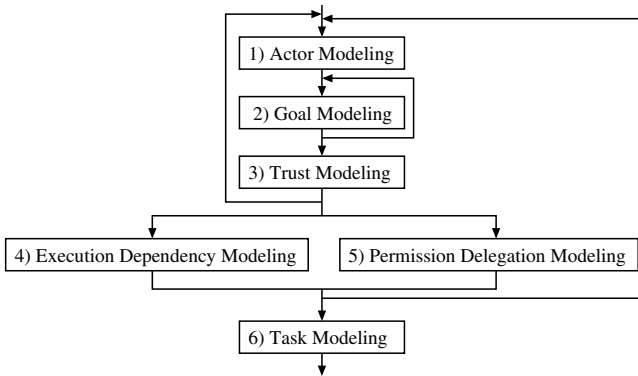 1) Actor Modeling
2) Goal Modeling
3) Trust Modeling
4) Execution Dependency Modeling
5) Permission Delegation Modeling
6) Task Modeling